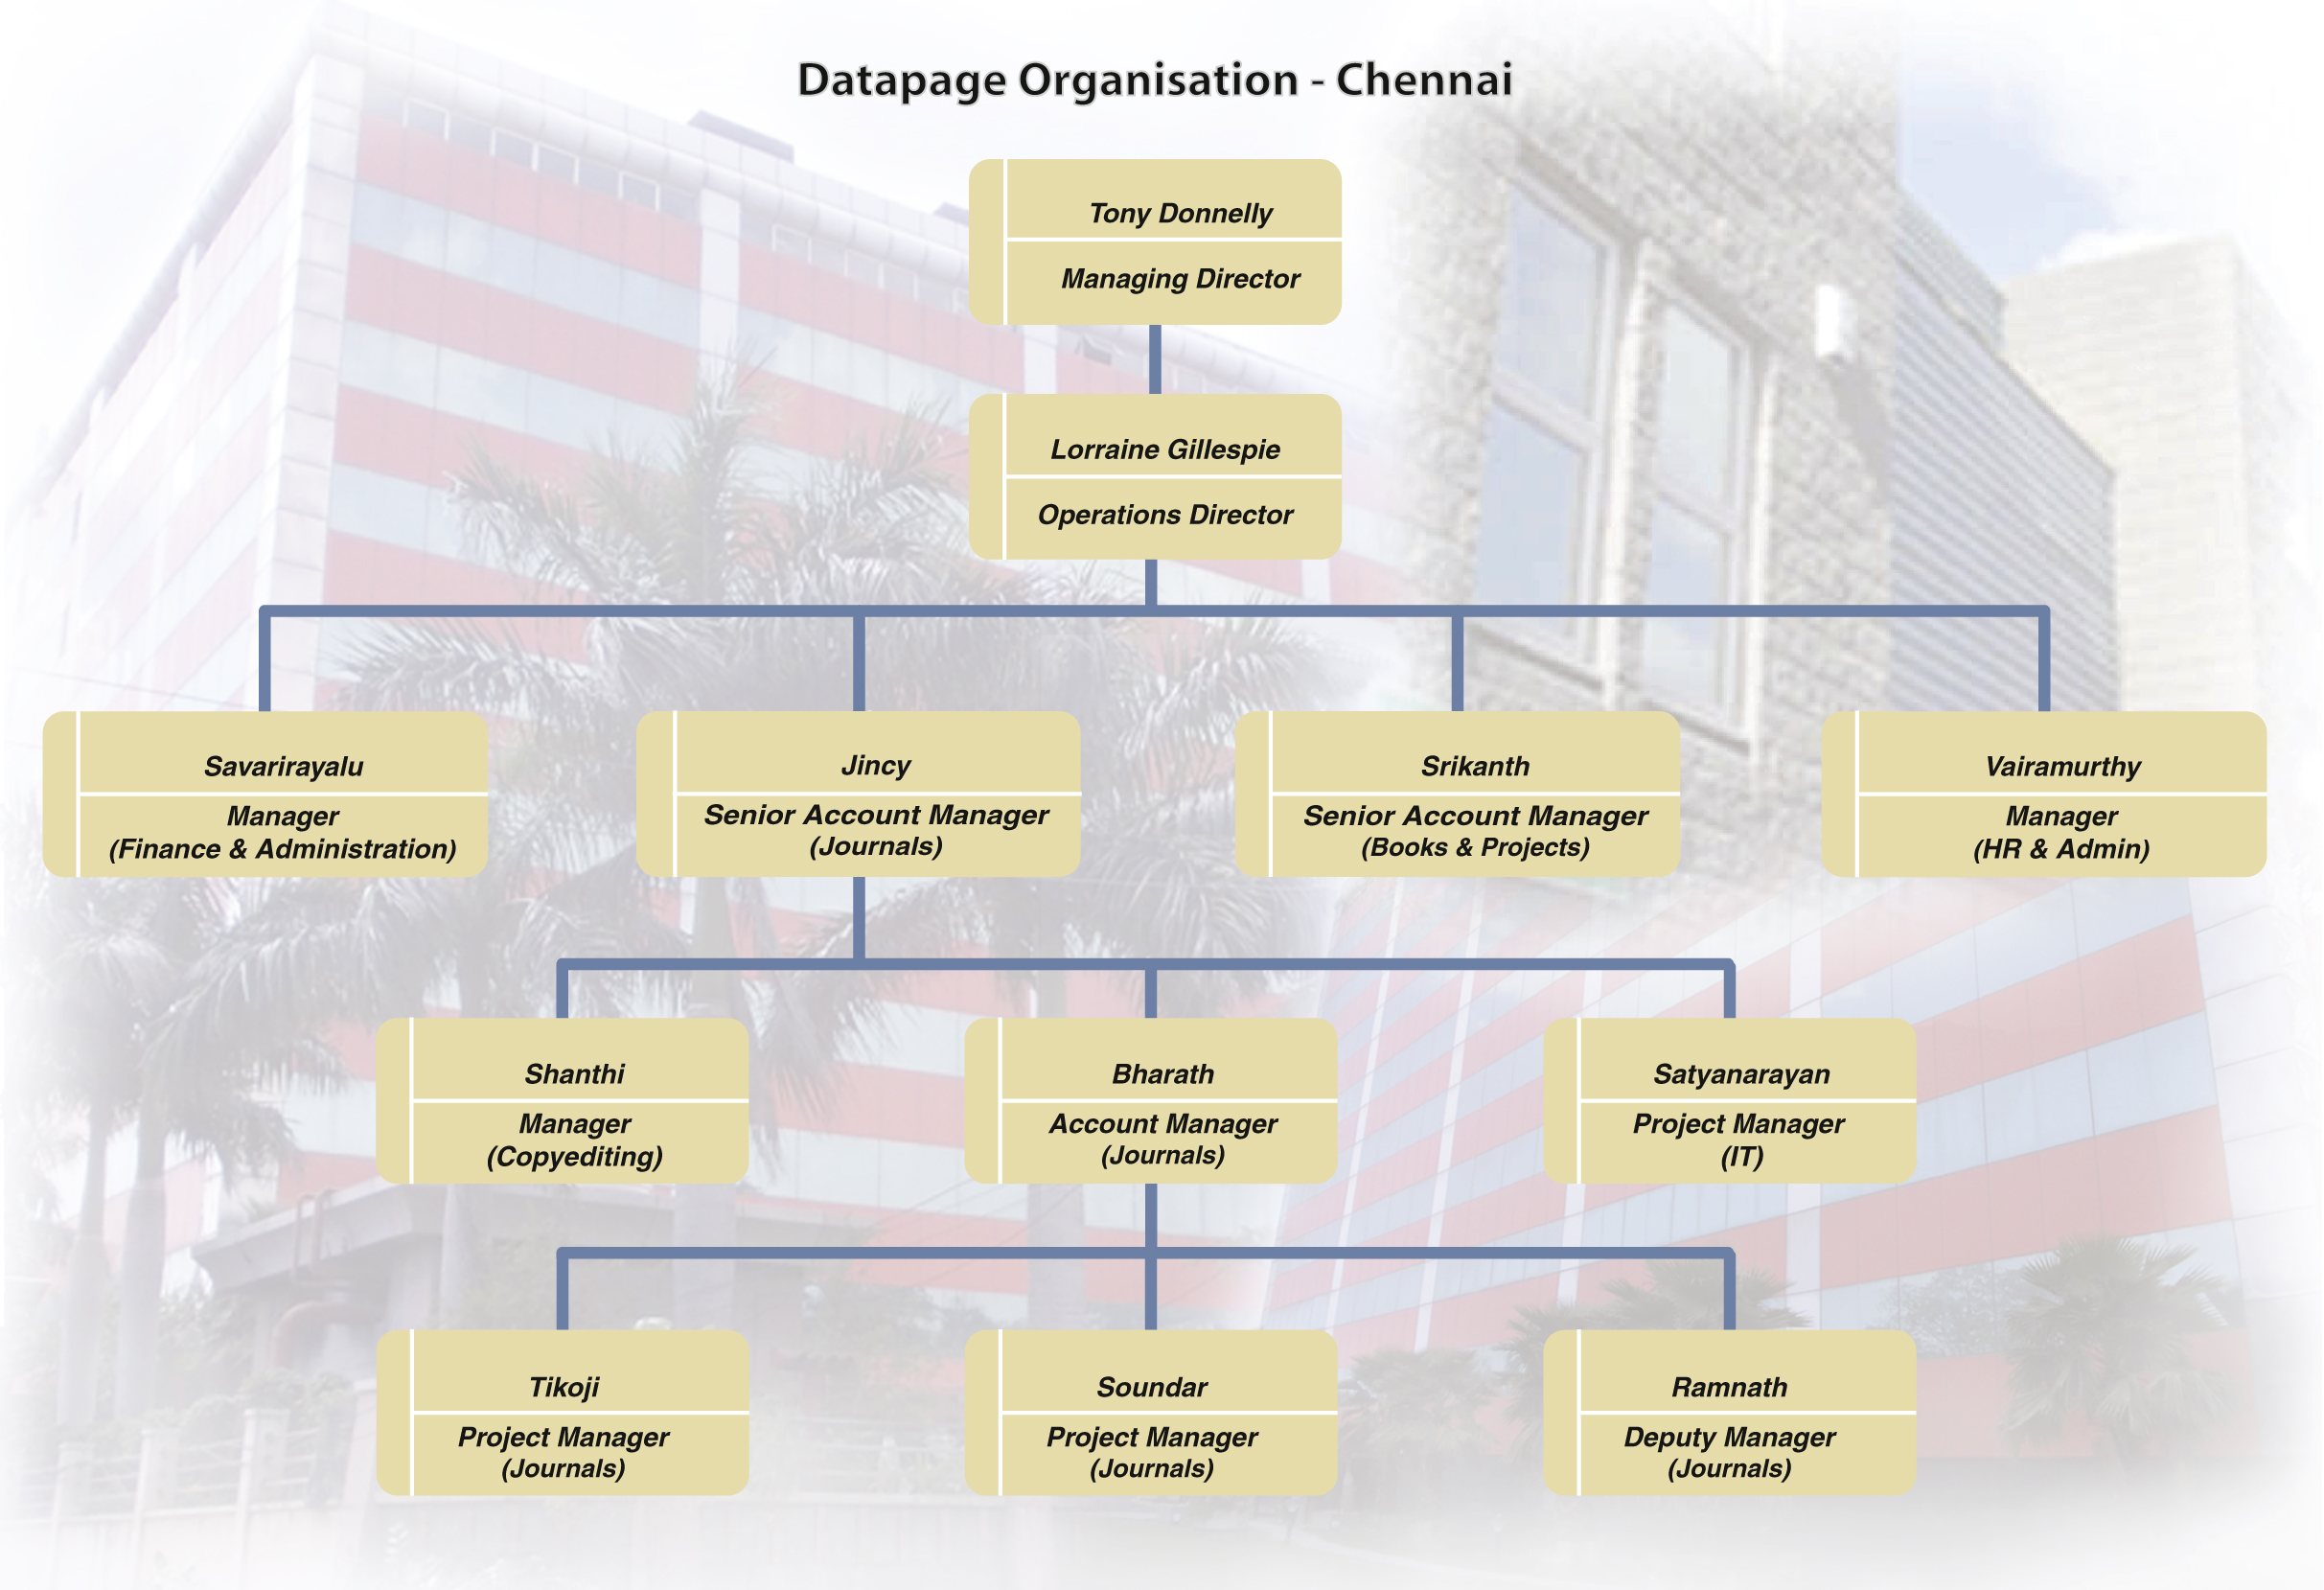 Datapage Organisation - Chennai
Tony Donnelly
Managing Director
Lorraine Gillespie
Operations Director
Savarirayalu
Manager
(Finance & Administration)
Jincy
Senior Account Manager
(Journals)
Srikanth
Senior Account Manager
(Books & Projects)
Vairamurthy
Manager
(HR & Admin)
Shanthi
Manager
(Copyediting)
Bharath
Account Manager
(Journals)
Satyanarayan
Project Manager
(IT)
Tikoji
Project Manager
(Journals)
Soundar
Project Manager
(Journals)
Ramnath
Deputy Manager
(Journals)